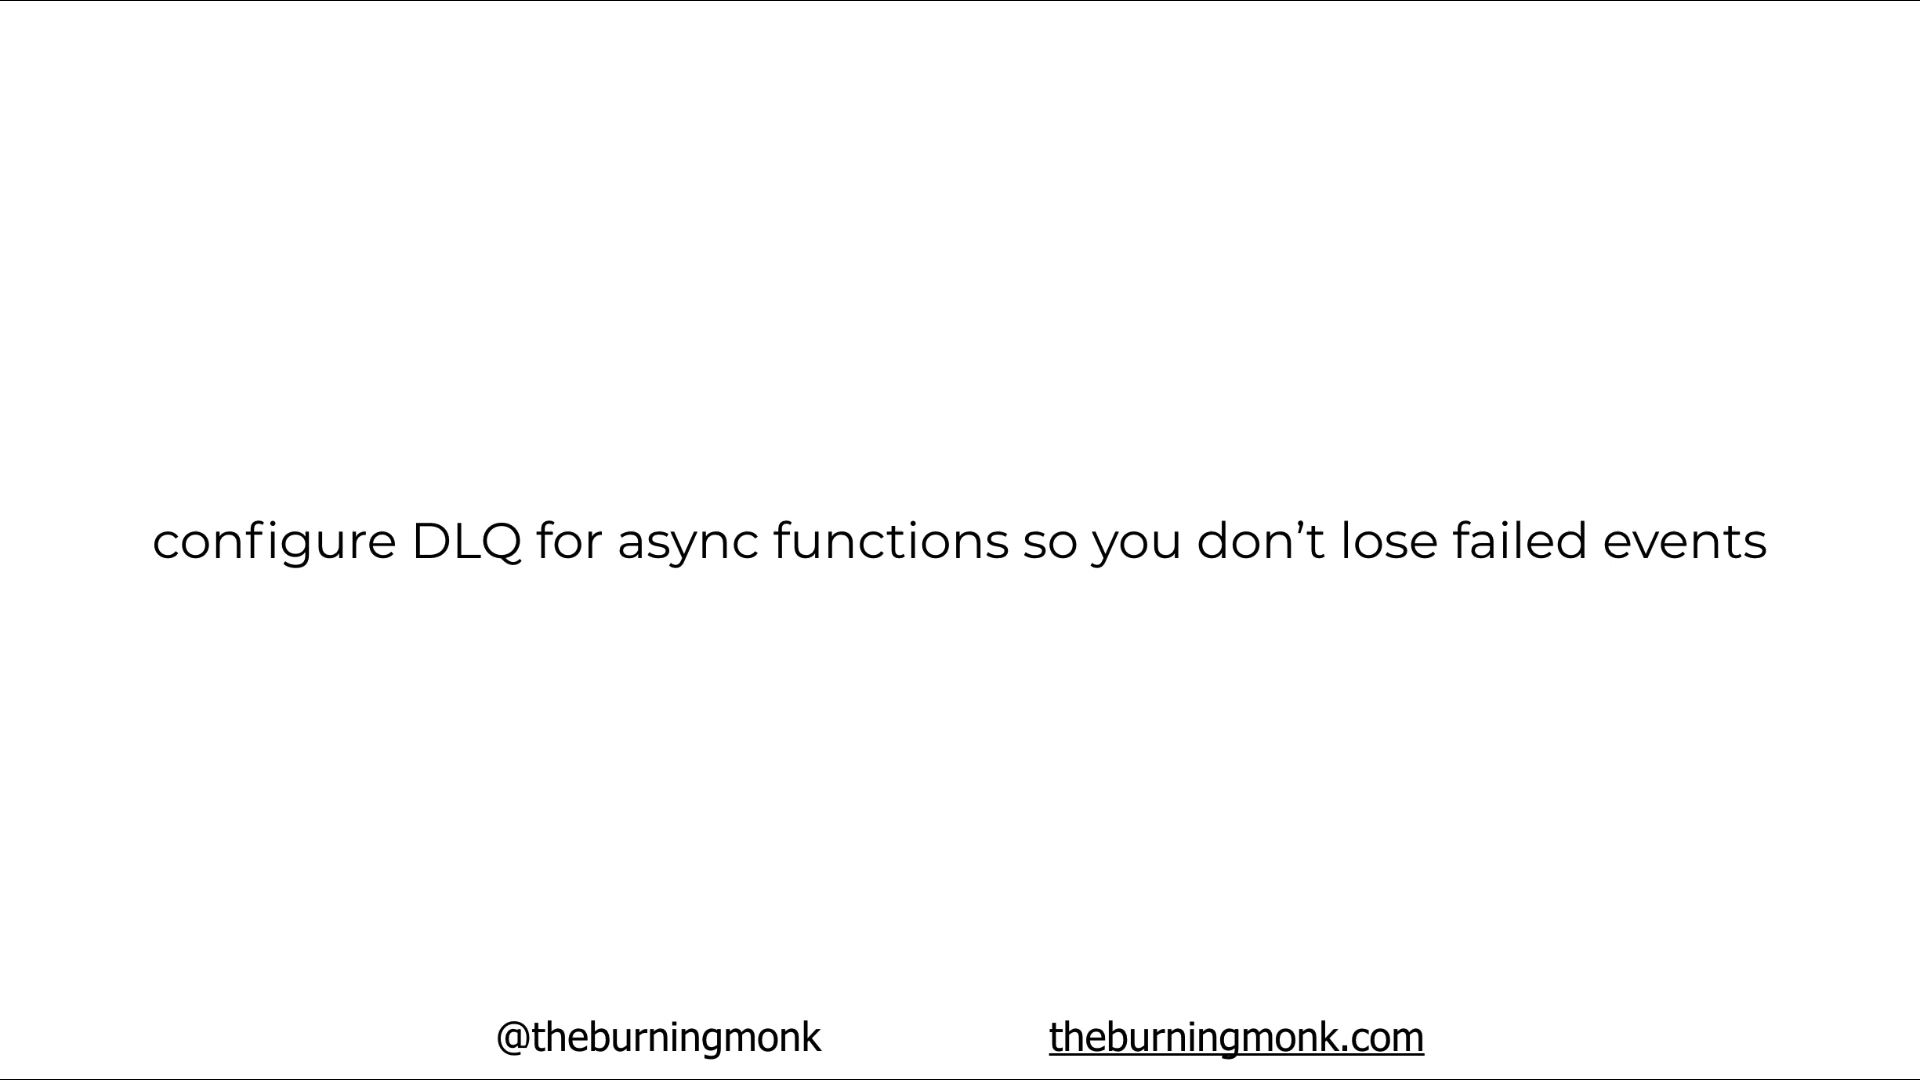 configure DLQ for async functions so you don’t lose failed events
@theburningmonk theburningmonk.com